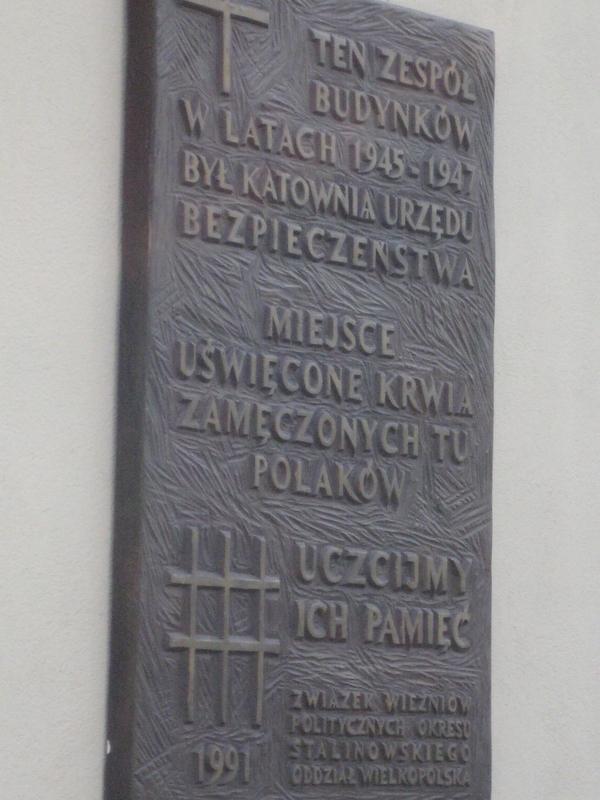 TEN ZESPÓŁ
BUDYNKÓW
W LATACH 1945-1947
BYŁ KATOWNIA URZĘDU
BEZPIECZEŃSTWA
MIEJSCE
UŚWIĘCONE KRWIĄ
ZAMĘCZONYCH TU
POLAKÓW
UCZCIJMY
ICH PAMIĘĆ
ZWIĄZEK WIĘŹNIÓW
POLITYCZNYCH OKRESU
STALINOWSKIEGO
ODDZIAŁ WIELKOPOLSKA
1991